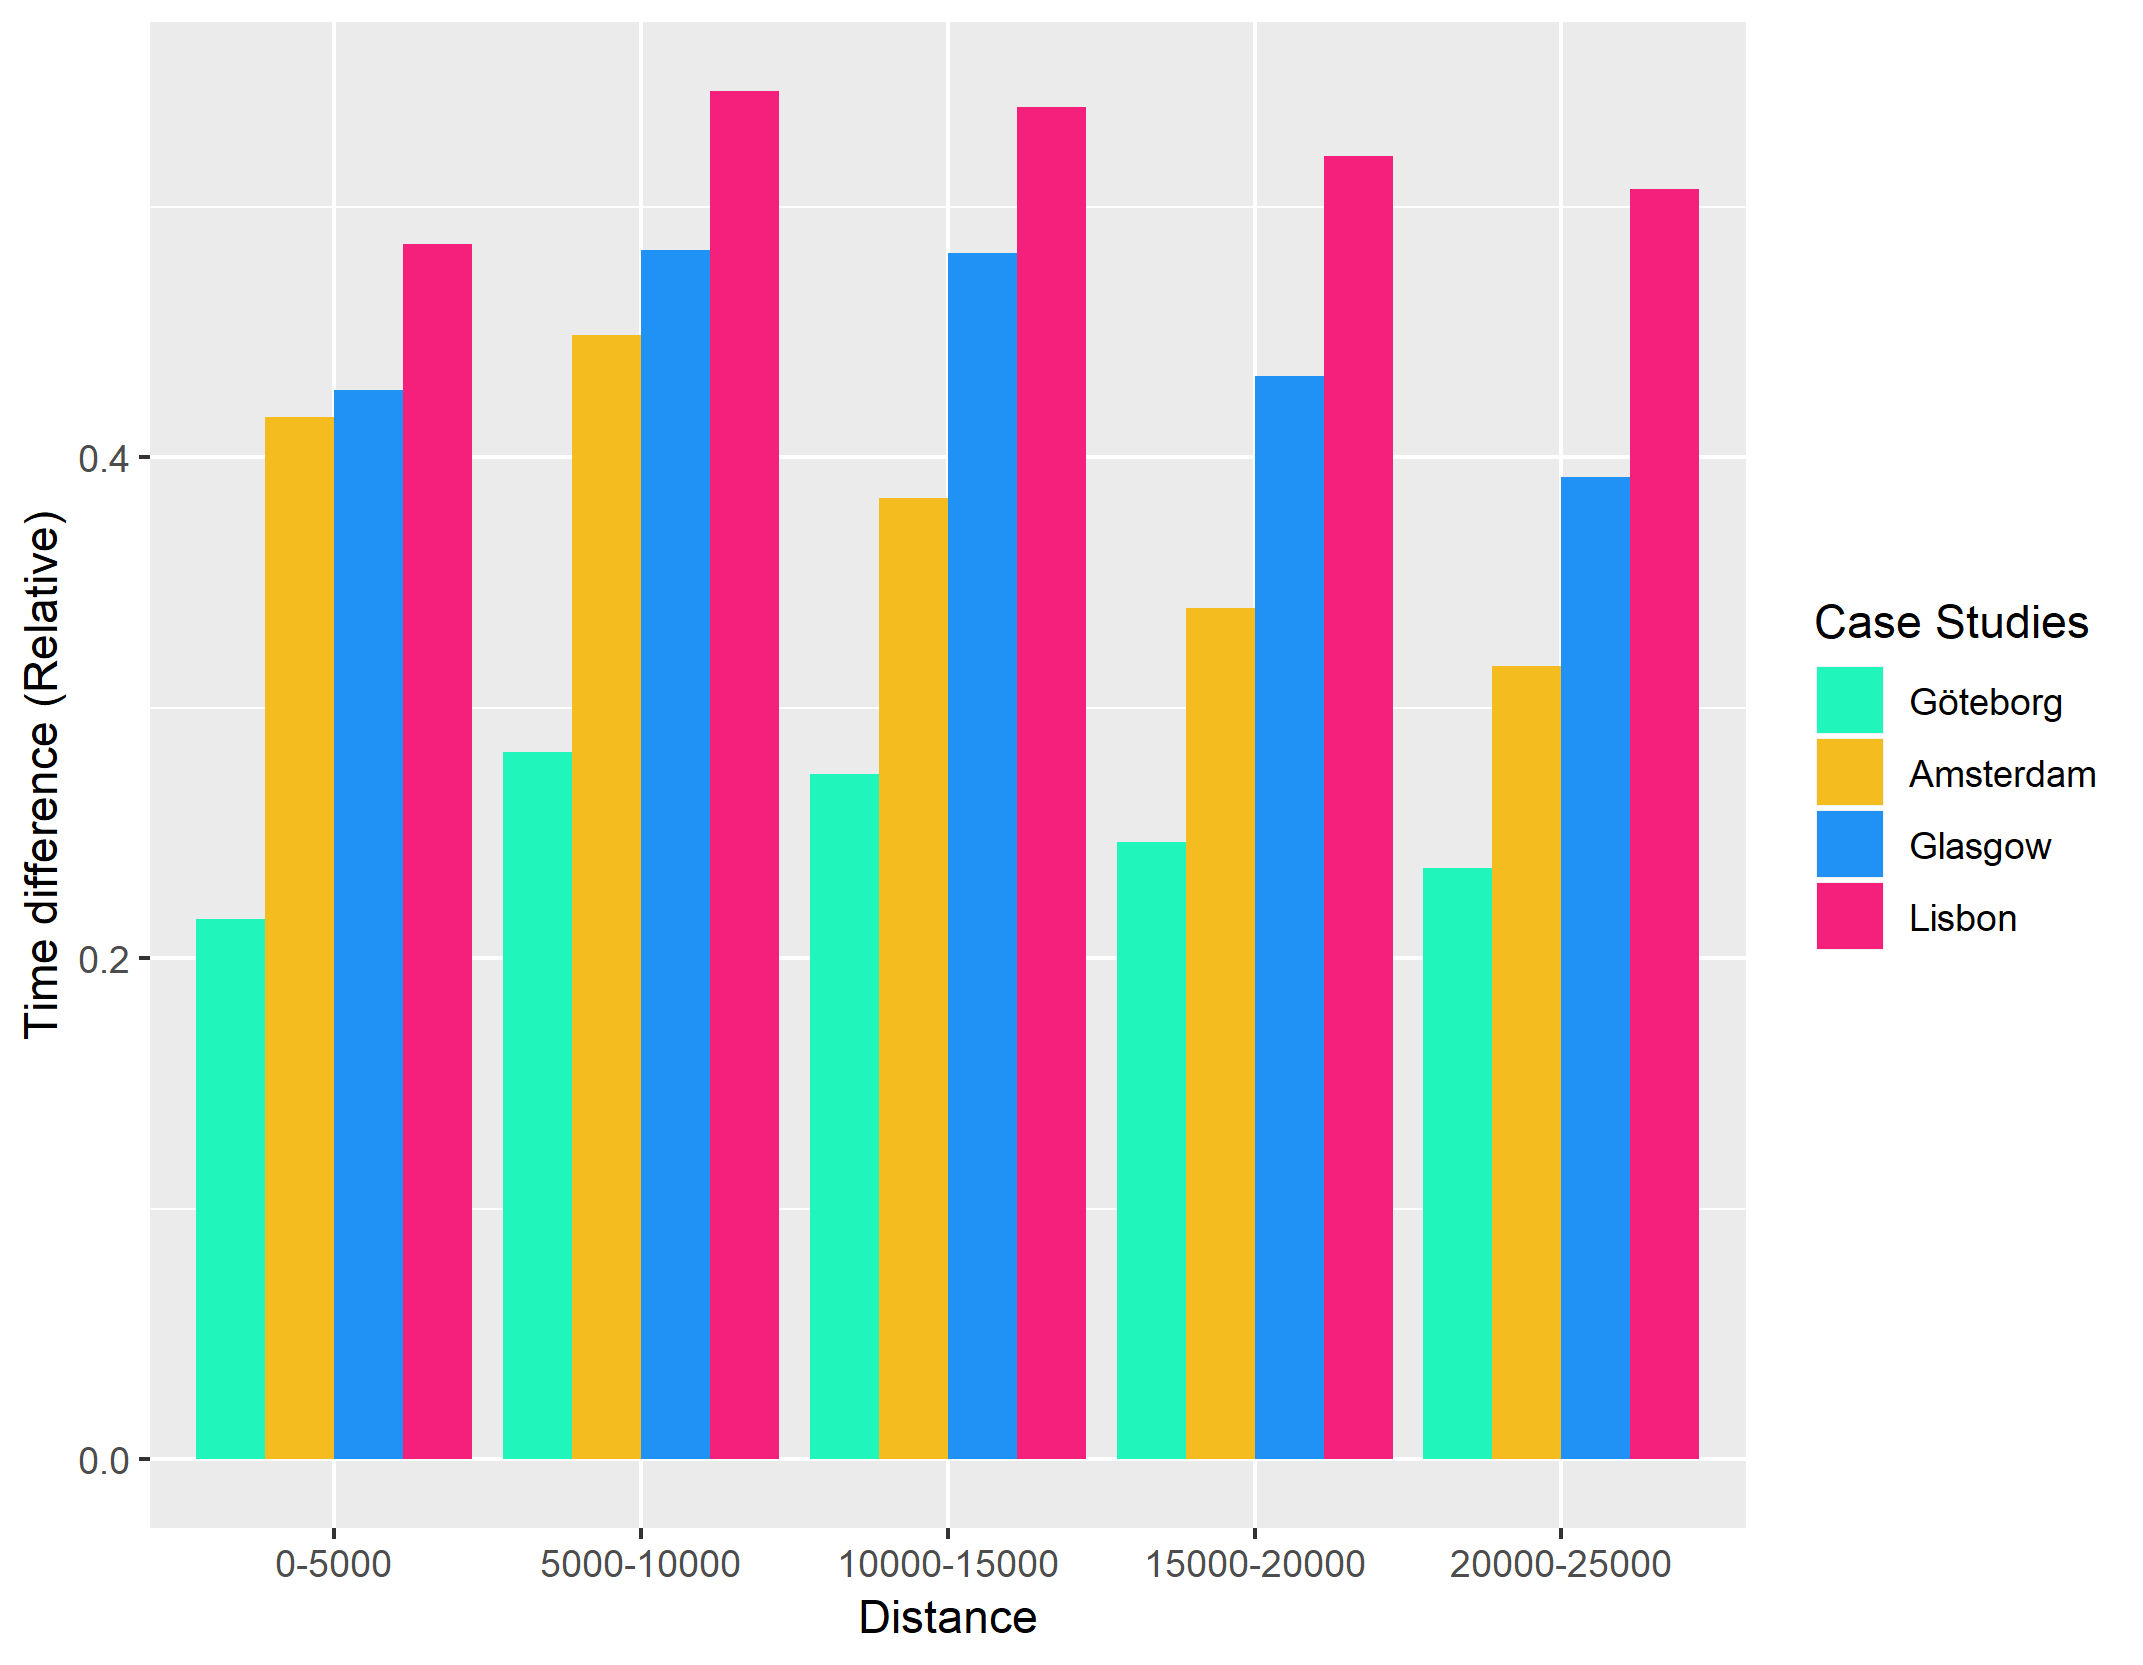 Time difference (Relative)
0.4
0.2
0.0
0-5000
5000-10000
10000-15000
15000-20000
20000-25000
Distance
Case Studies
Göteborg
Amsterdam
Glasgow
Lisbon